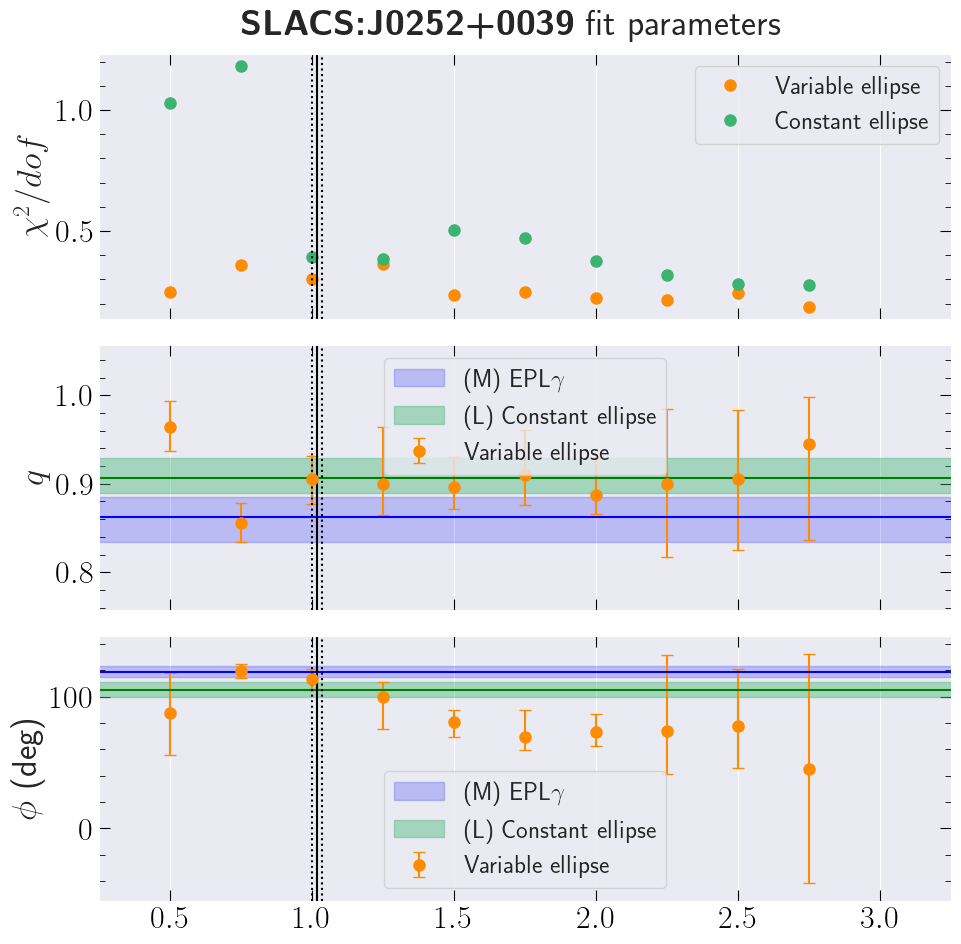 SLACS:J0252+0039 fit parameters
χ²/dof
1.0
0.5
Variable ellipse
Constant ellipse
q
1.0
0.9
0.8
(M) EPLγ
(L) Constant ellipse
Variable ellipse
ϕ (deg)
100
0
(M) EPLγ
(L) Constant ellipse
Variable ellipse
0.5 1.0 1.5 2.0 2.5 3.0